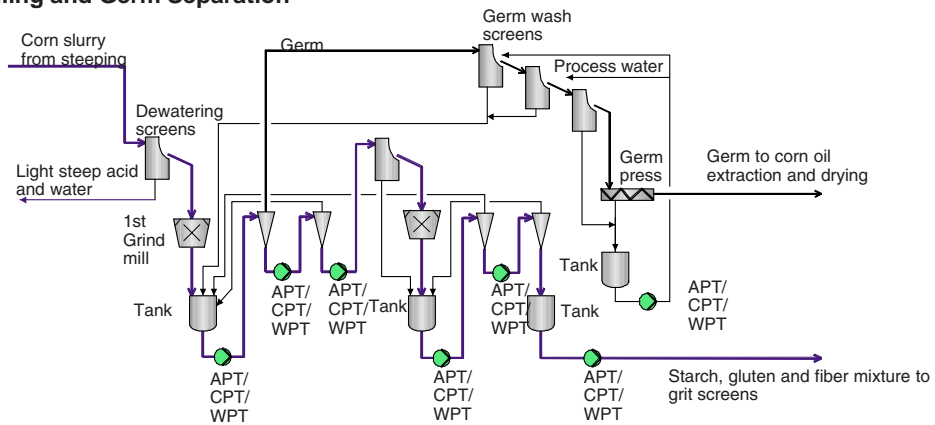 and Germ Separation
Germ wash
screens
Corn slurry
from steeping
Germ
Process water
Dewatering
screens
Light steep acid
and water
Germ
press
Germ to corn oil
extraction and drying
1st
Grind
mill
Tank
APT/
CPT/
WPT
APT/
CPT/
WPT
Tank
APT/
CPT/
WPT
Tank
Tank
APT/
CPT/
WPT
APT/
CPT/
WPT
APT/
CPT/
WPT
APT/
CPT/
WPT
Starch, gluten and fiber mixture to
grit screens